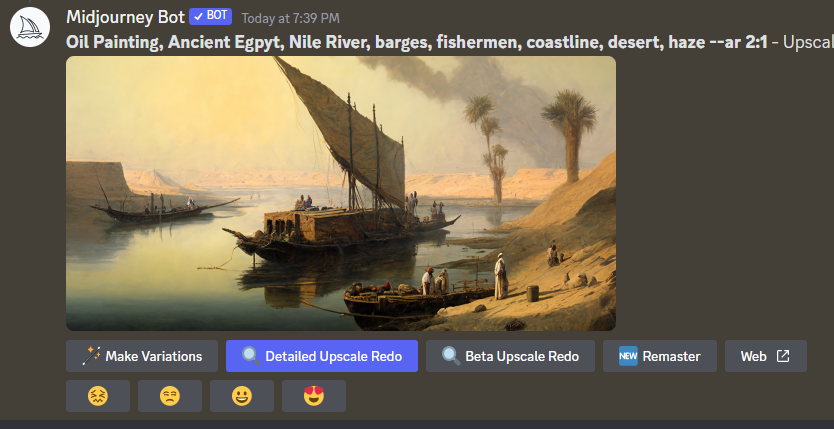 Midjourney Bot ✓ BOT Today at 7:39 PM
Oil Painting, Ancient Egpyt, Nile River, barges, fishermen, coastline, desert, haze --ar 2:1 - Upscal
Make Variations Detailed Upscale Redo Beta Upscale Redo NEW Remaster Web